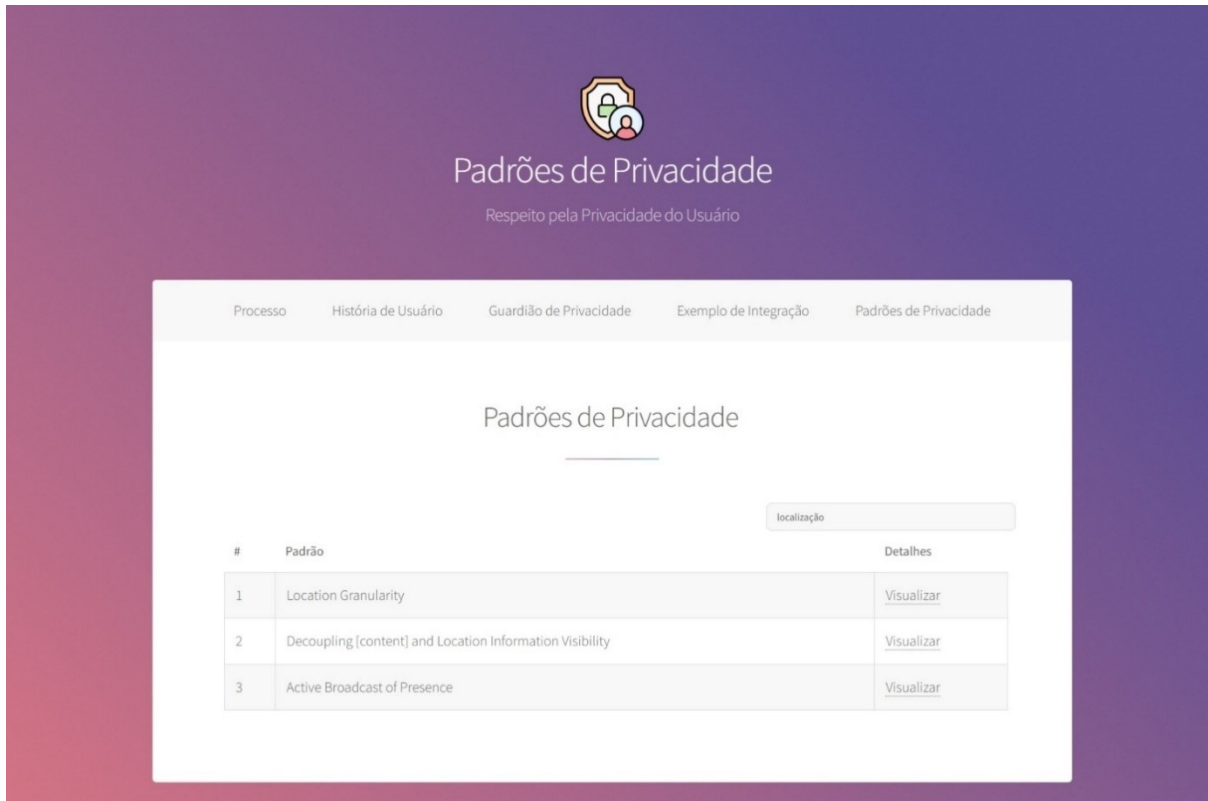 Padrões de Privacidade
Respeito pela Privacidade do Usuário
Processo História de Usuário Guardião de Privacidade Exemplo de Integração Padrões de Privacidade
Padrões de Privacidade
localização
# Padrão Detalhes
1 Location Granularity Visualizar
2 Decoupling [content] and Location Information Visibility Visualizar
3 Active Broadcast of Presence Visualizar